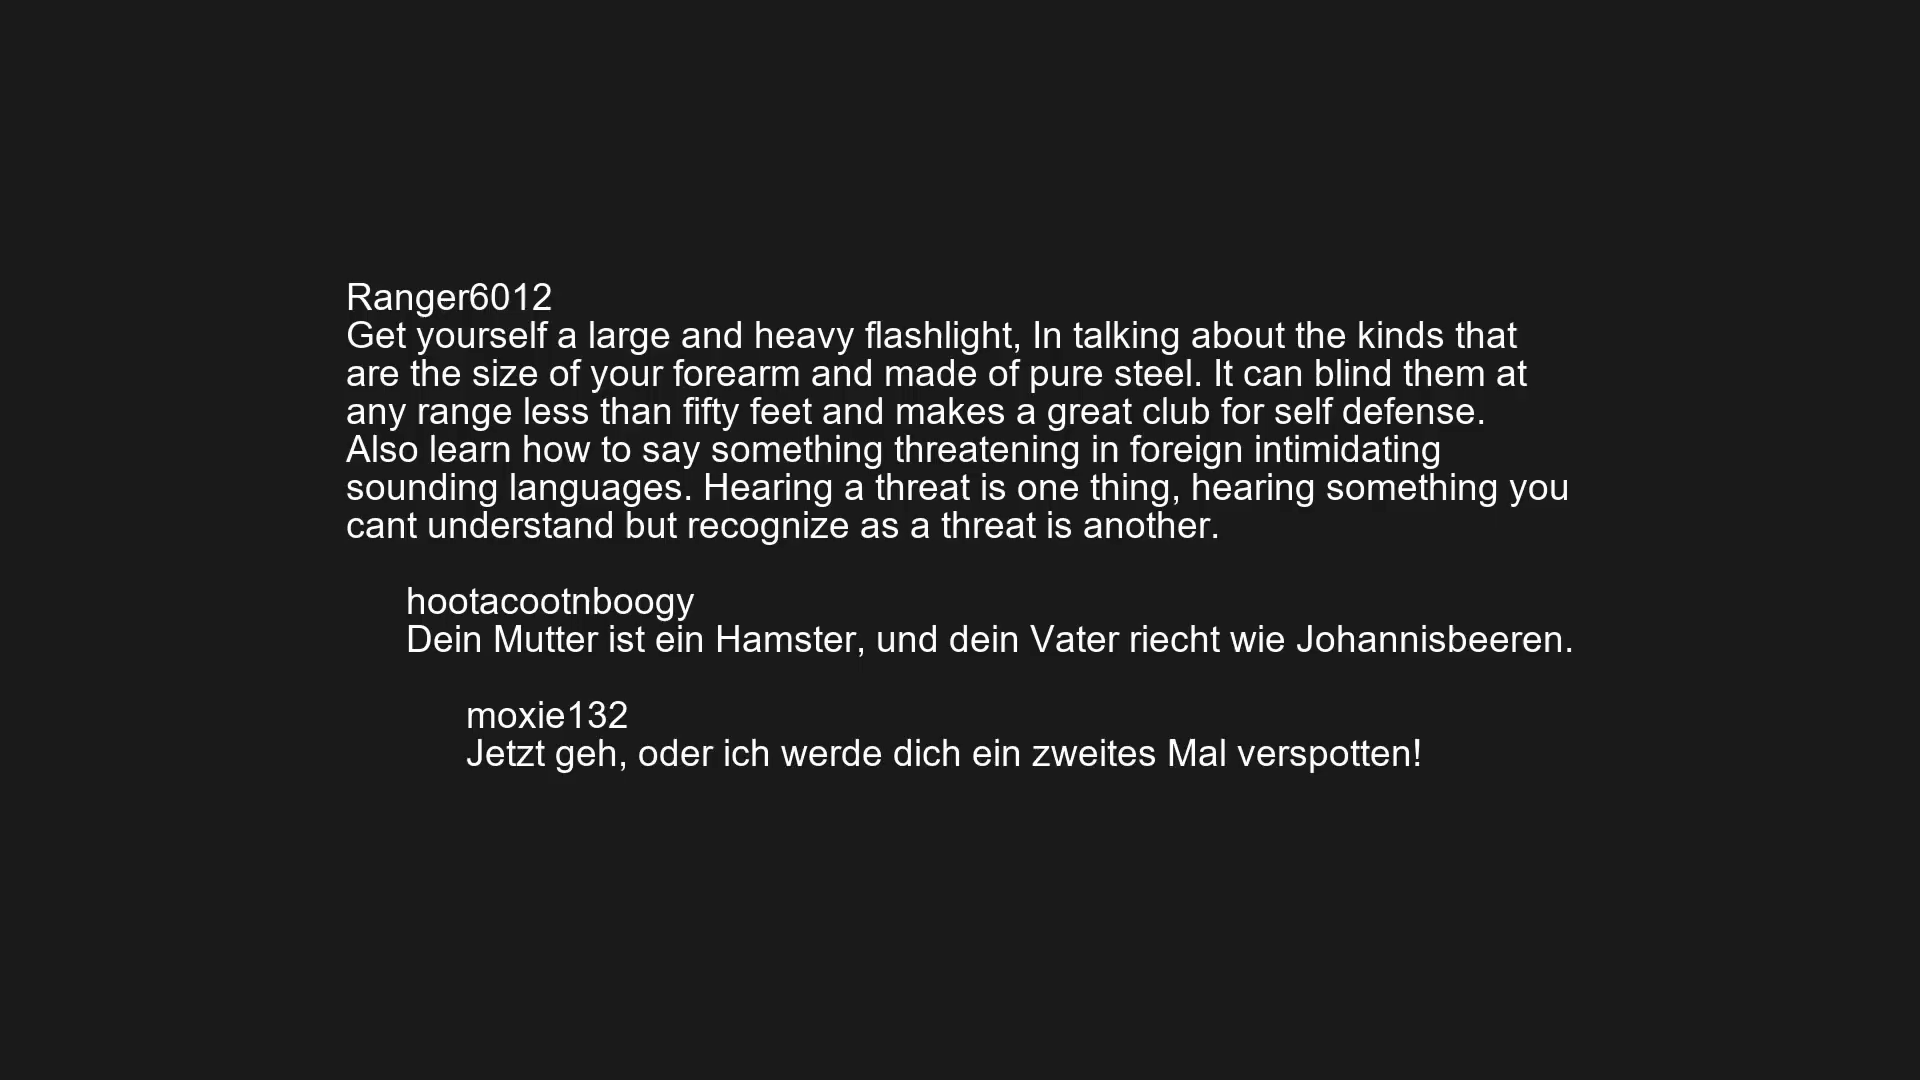 Ranger6012
Get yourself a large and heavy flashlight, In talking about the kinds that
are the size of your forearm and made of pure steel. It can blind them at
any range less than fifty feet and makes a great club for self defense.
Also learn how to say something threatening in foreign intimidating
sounding languages. Hearing a threat is one thing, hearing something you
cant understand but recognize as a threat is another.
hootacootnboogy
Dein Mutter ist ein Hamster, und dein Vater riecht wie Johannisbeeren.
moxie132
Jetzt geh, oder ich werde dich ein zweites Mal verspotten!